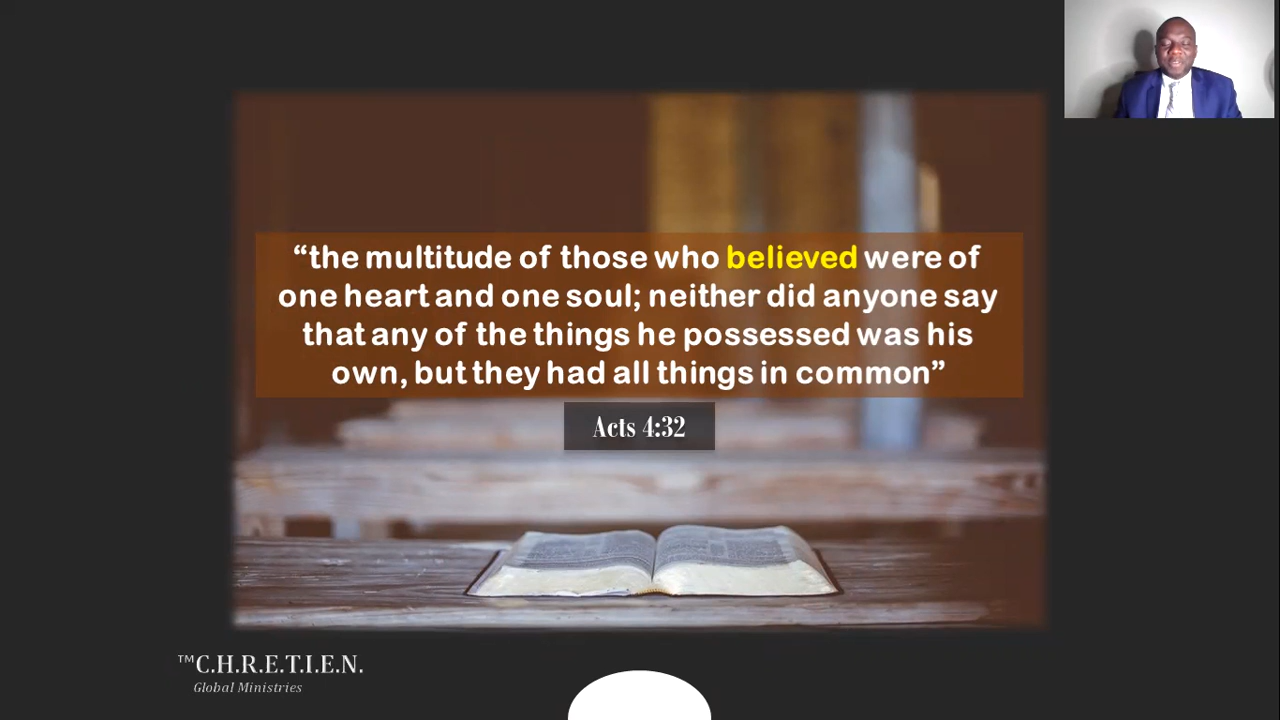 “the multitude of those who believed were of
one heart and one soul; neither did anyone say
that any of the things he possessed was his
own, but they had all things in common”
Acts 4:32
™C.H.R.E.T.I.E.N.
Global Ministries